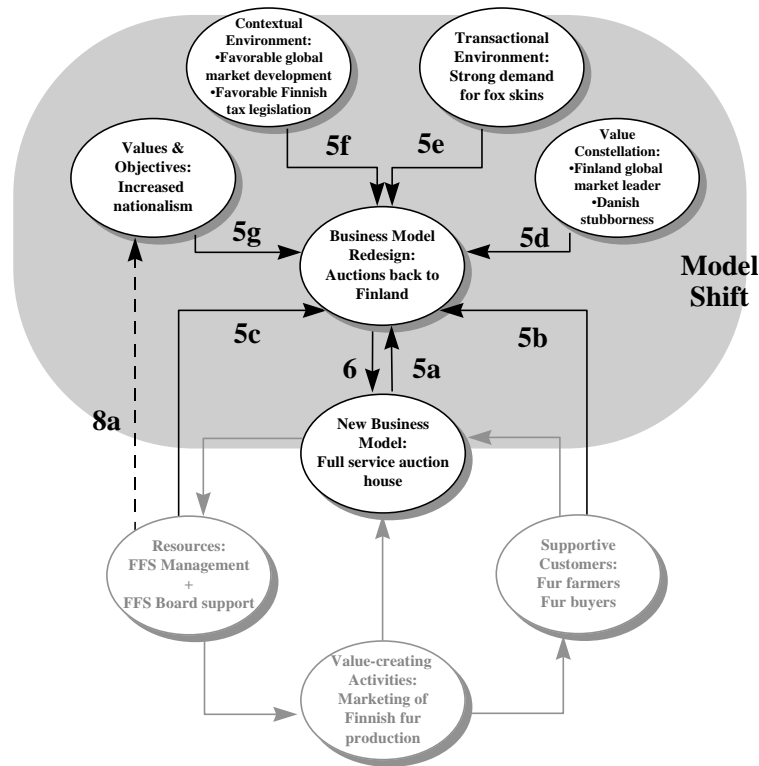 Contextual
Environment:
•Favorable global
market development
•Favorable Finnish
tax legislation
Transactional
Environment:
Strong demand
for fox skins
Values &
Objectives:
Increased
nationalism
Value
Constellation:
•Finland global
market leader
•Danish
stubborness
5f
5e
5g
5d
Business Model
Redesign:
Auctions back to
Finland
Model
Shift
5c
5b
6
5a
8a
New Business
Model:
Full service auction
house
Resources:
FFS Management
+
FFS Board support
Supportive
Customers:
Fur farmers
Fur buyers
Value-creating
Activities:
Marketing of
Finnish fur
production